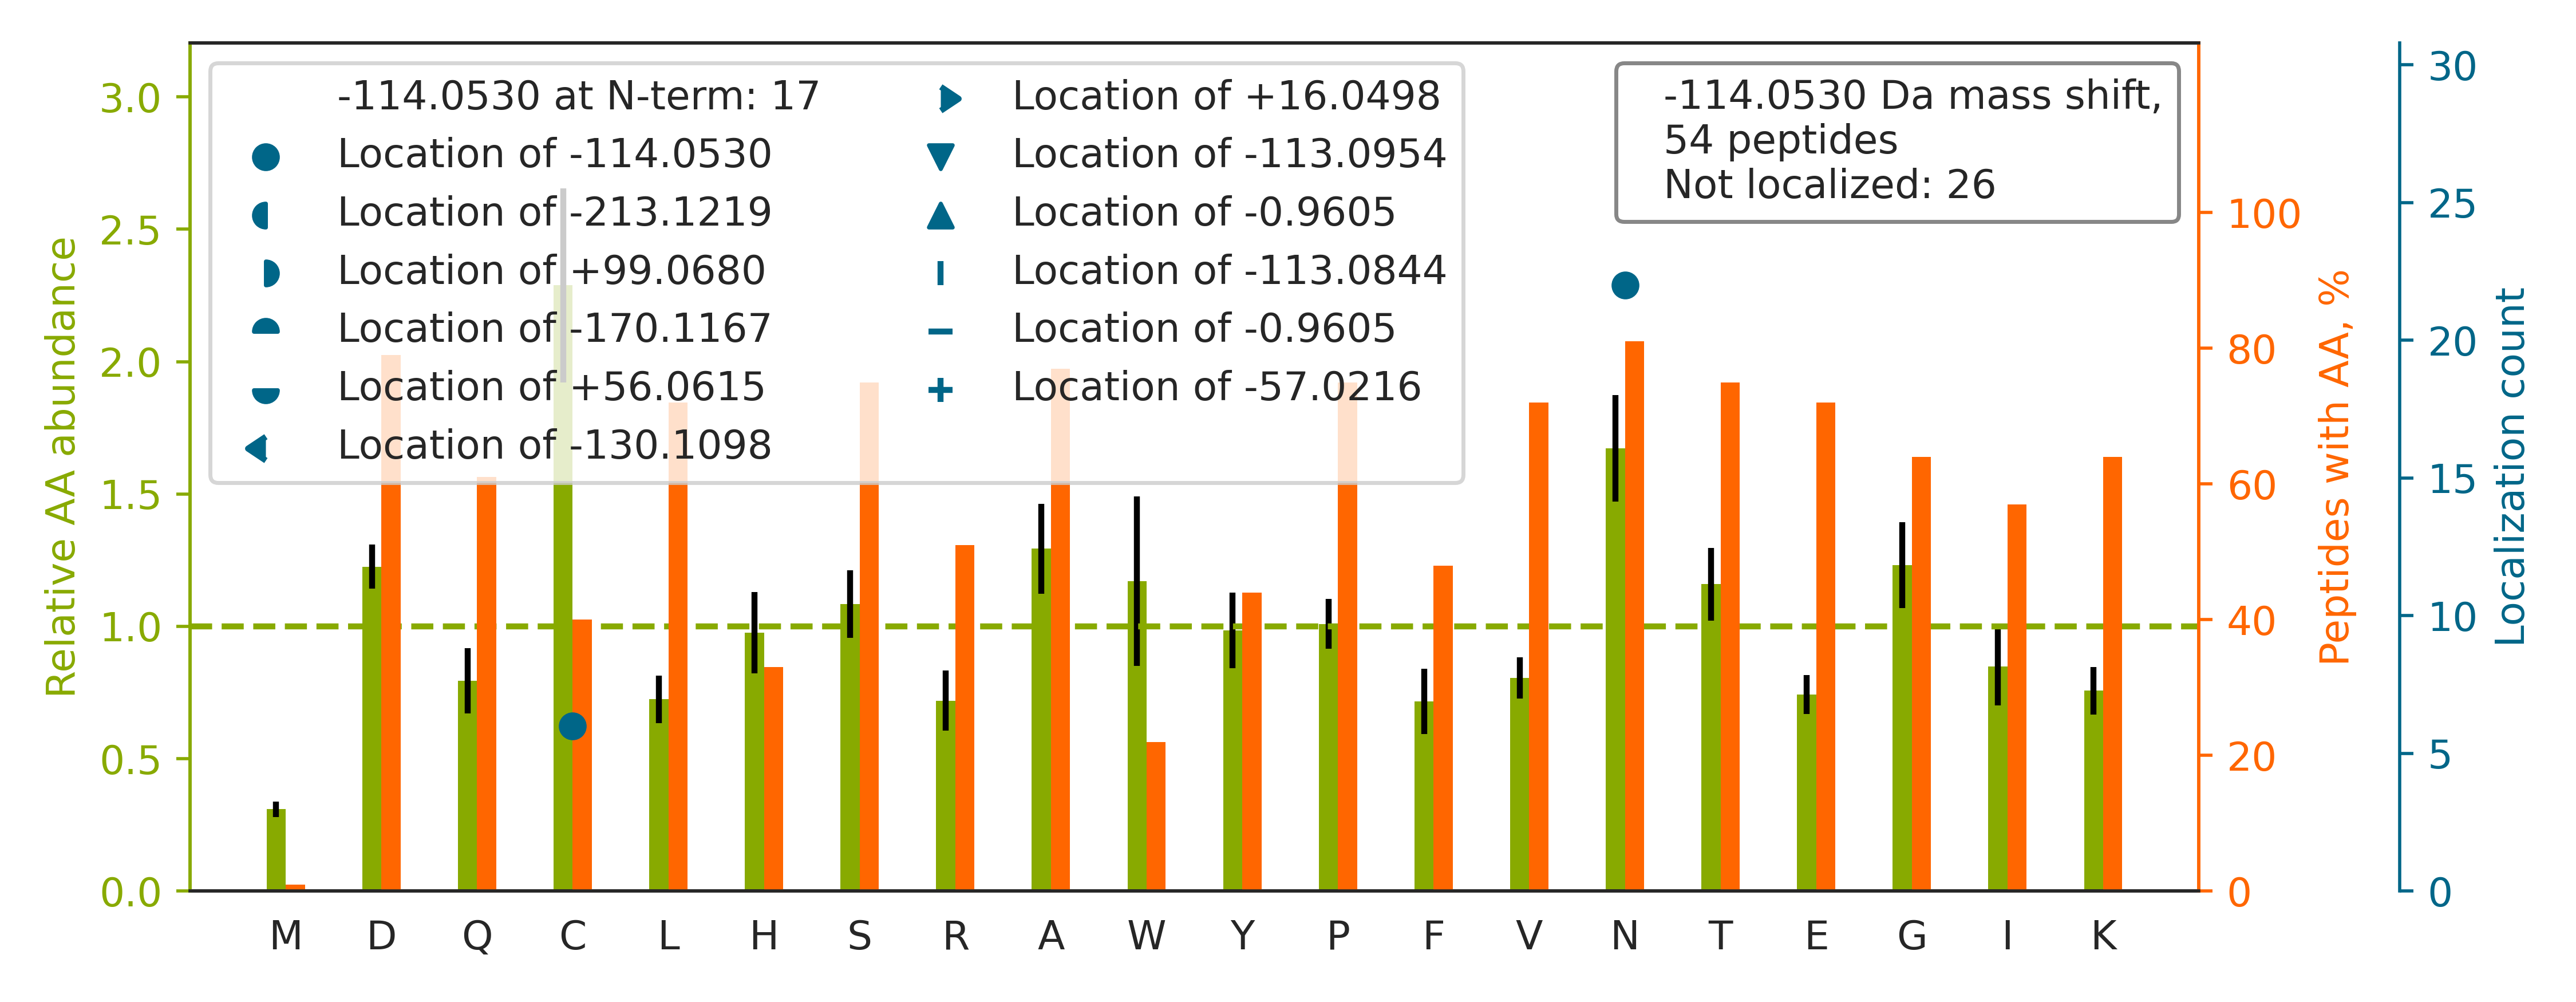 -114.0530 at N-term: 17
Location of -114.0530
Location of -213.1219
Location of +99.0680
Location of -170.1167
Location of +56.0615
Location of -130.1098
Location of +16.0498
Location of -113.0954
Location of -0.9605
Location of -113.0844
Location of -0.9605
Location of -57.0216
-114.0530 Da mass shift,
54 peptides
Not localized: 26
Relative AA abundance
3.0
2.5
2.0
1.5
1.0
0.5
0.0
M D Q C L H S R A W Y P F V N T E G I K
100
80
60
40
20
0
Peptides with AA, %
30
25
20
15
10
5
0
Localization count